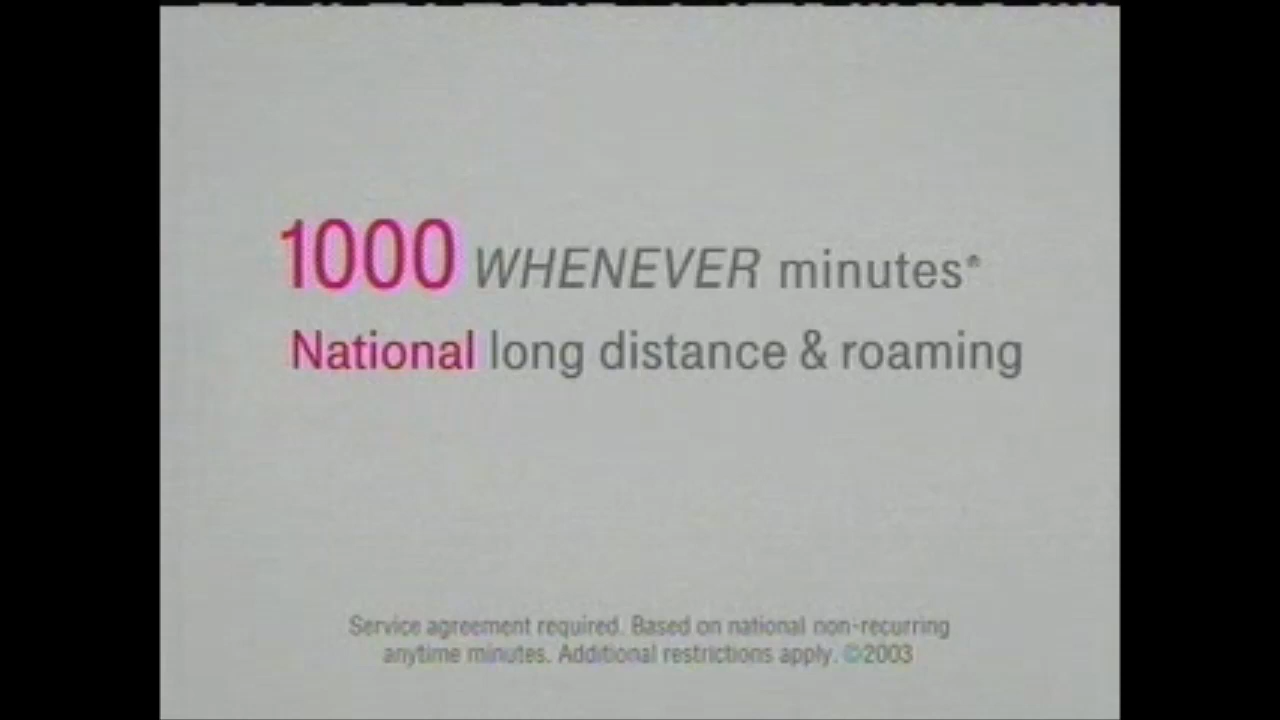 1000 WHENEVER minutes®
National long distance & roaming
Service agreement required. Based on national non-recurring
anytime minutes. Additional restrictions apply. ©2003